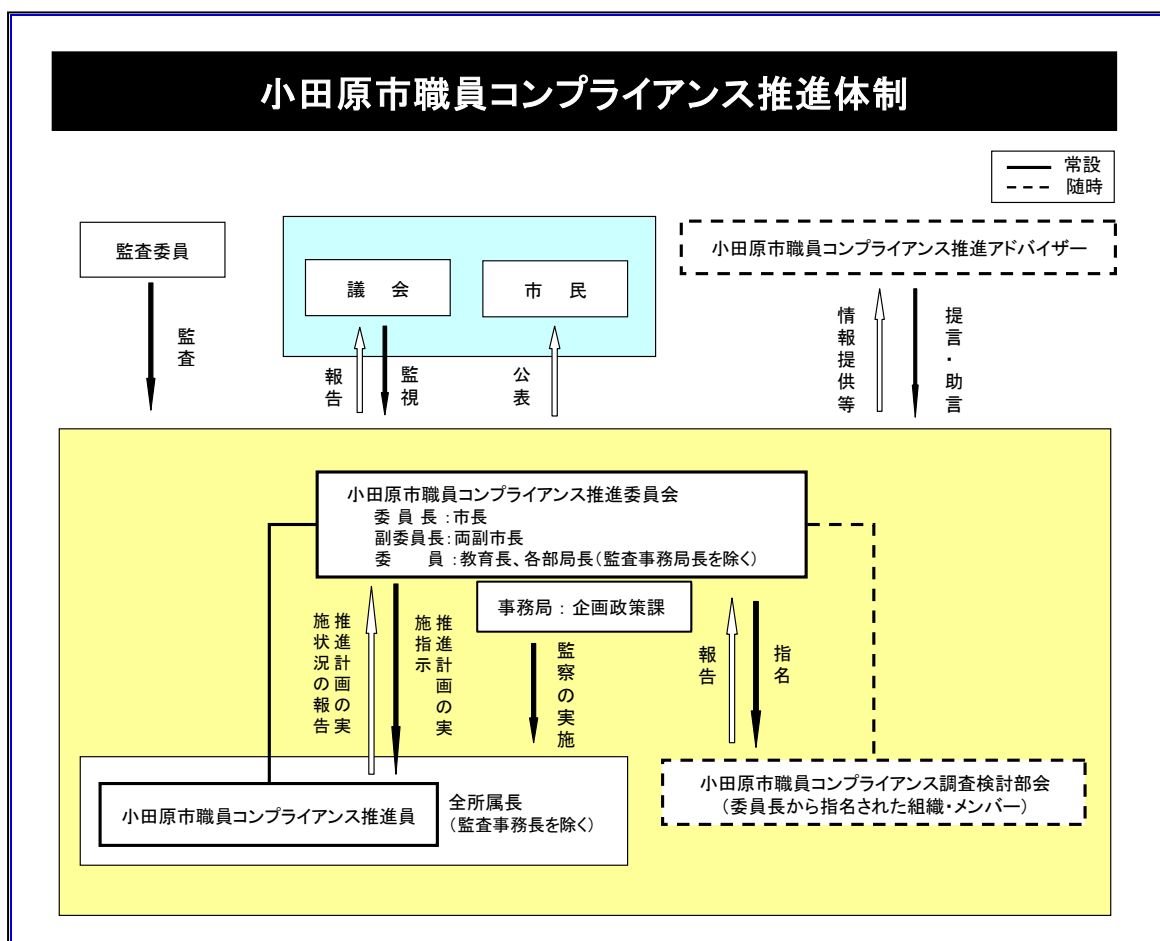 小田原市職員コンプライアンス推進体制
常設
随時
監査委員
議 会
市 民
小田原市職員コンプライアンス推進アドバイザー
監査
報告
監視
公表
情報提供等
提言・助言
小田原市職員コンプライアンス推進委員会
委 員 長 :市長
副委員長:両副市長
委 員 :教育長、各部局長(監査事務局長を除く)
事務局 : 企画政策課
推進計画の実
施状況の報告
推進計画の実
施指示
監察の実施
報告
指名
小田原市職員コンプライアンス推進員
全所属長
(監査事務長を除く)
小田原市職員コンプライアンス調査検討部会
(委員長から指名された組織・メンバー)